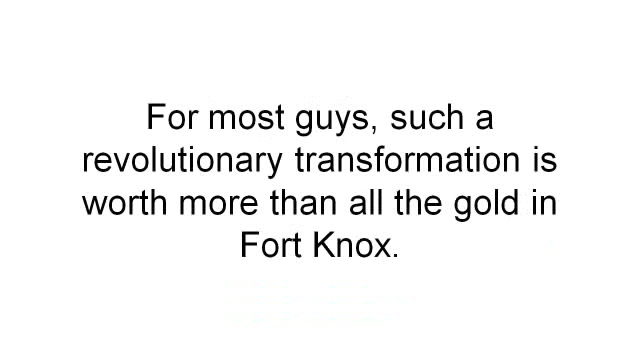 For most guys, such a
revolutionary transformation is
worth more than all the gold in
Fort Knox.